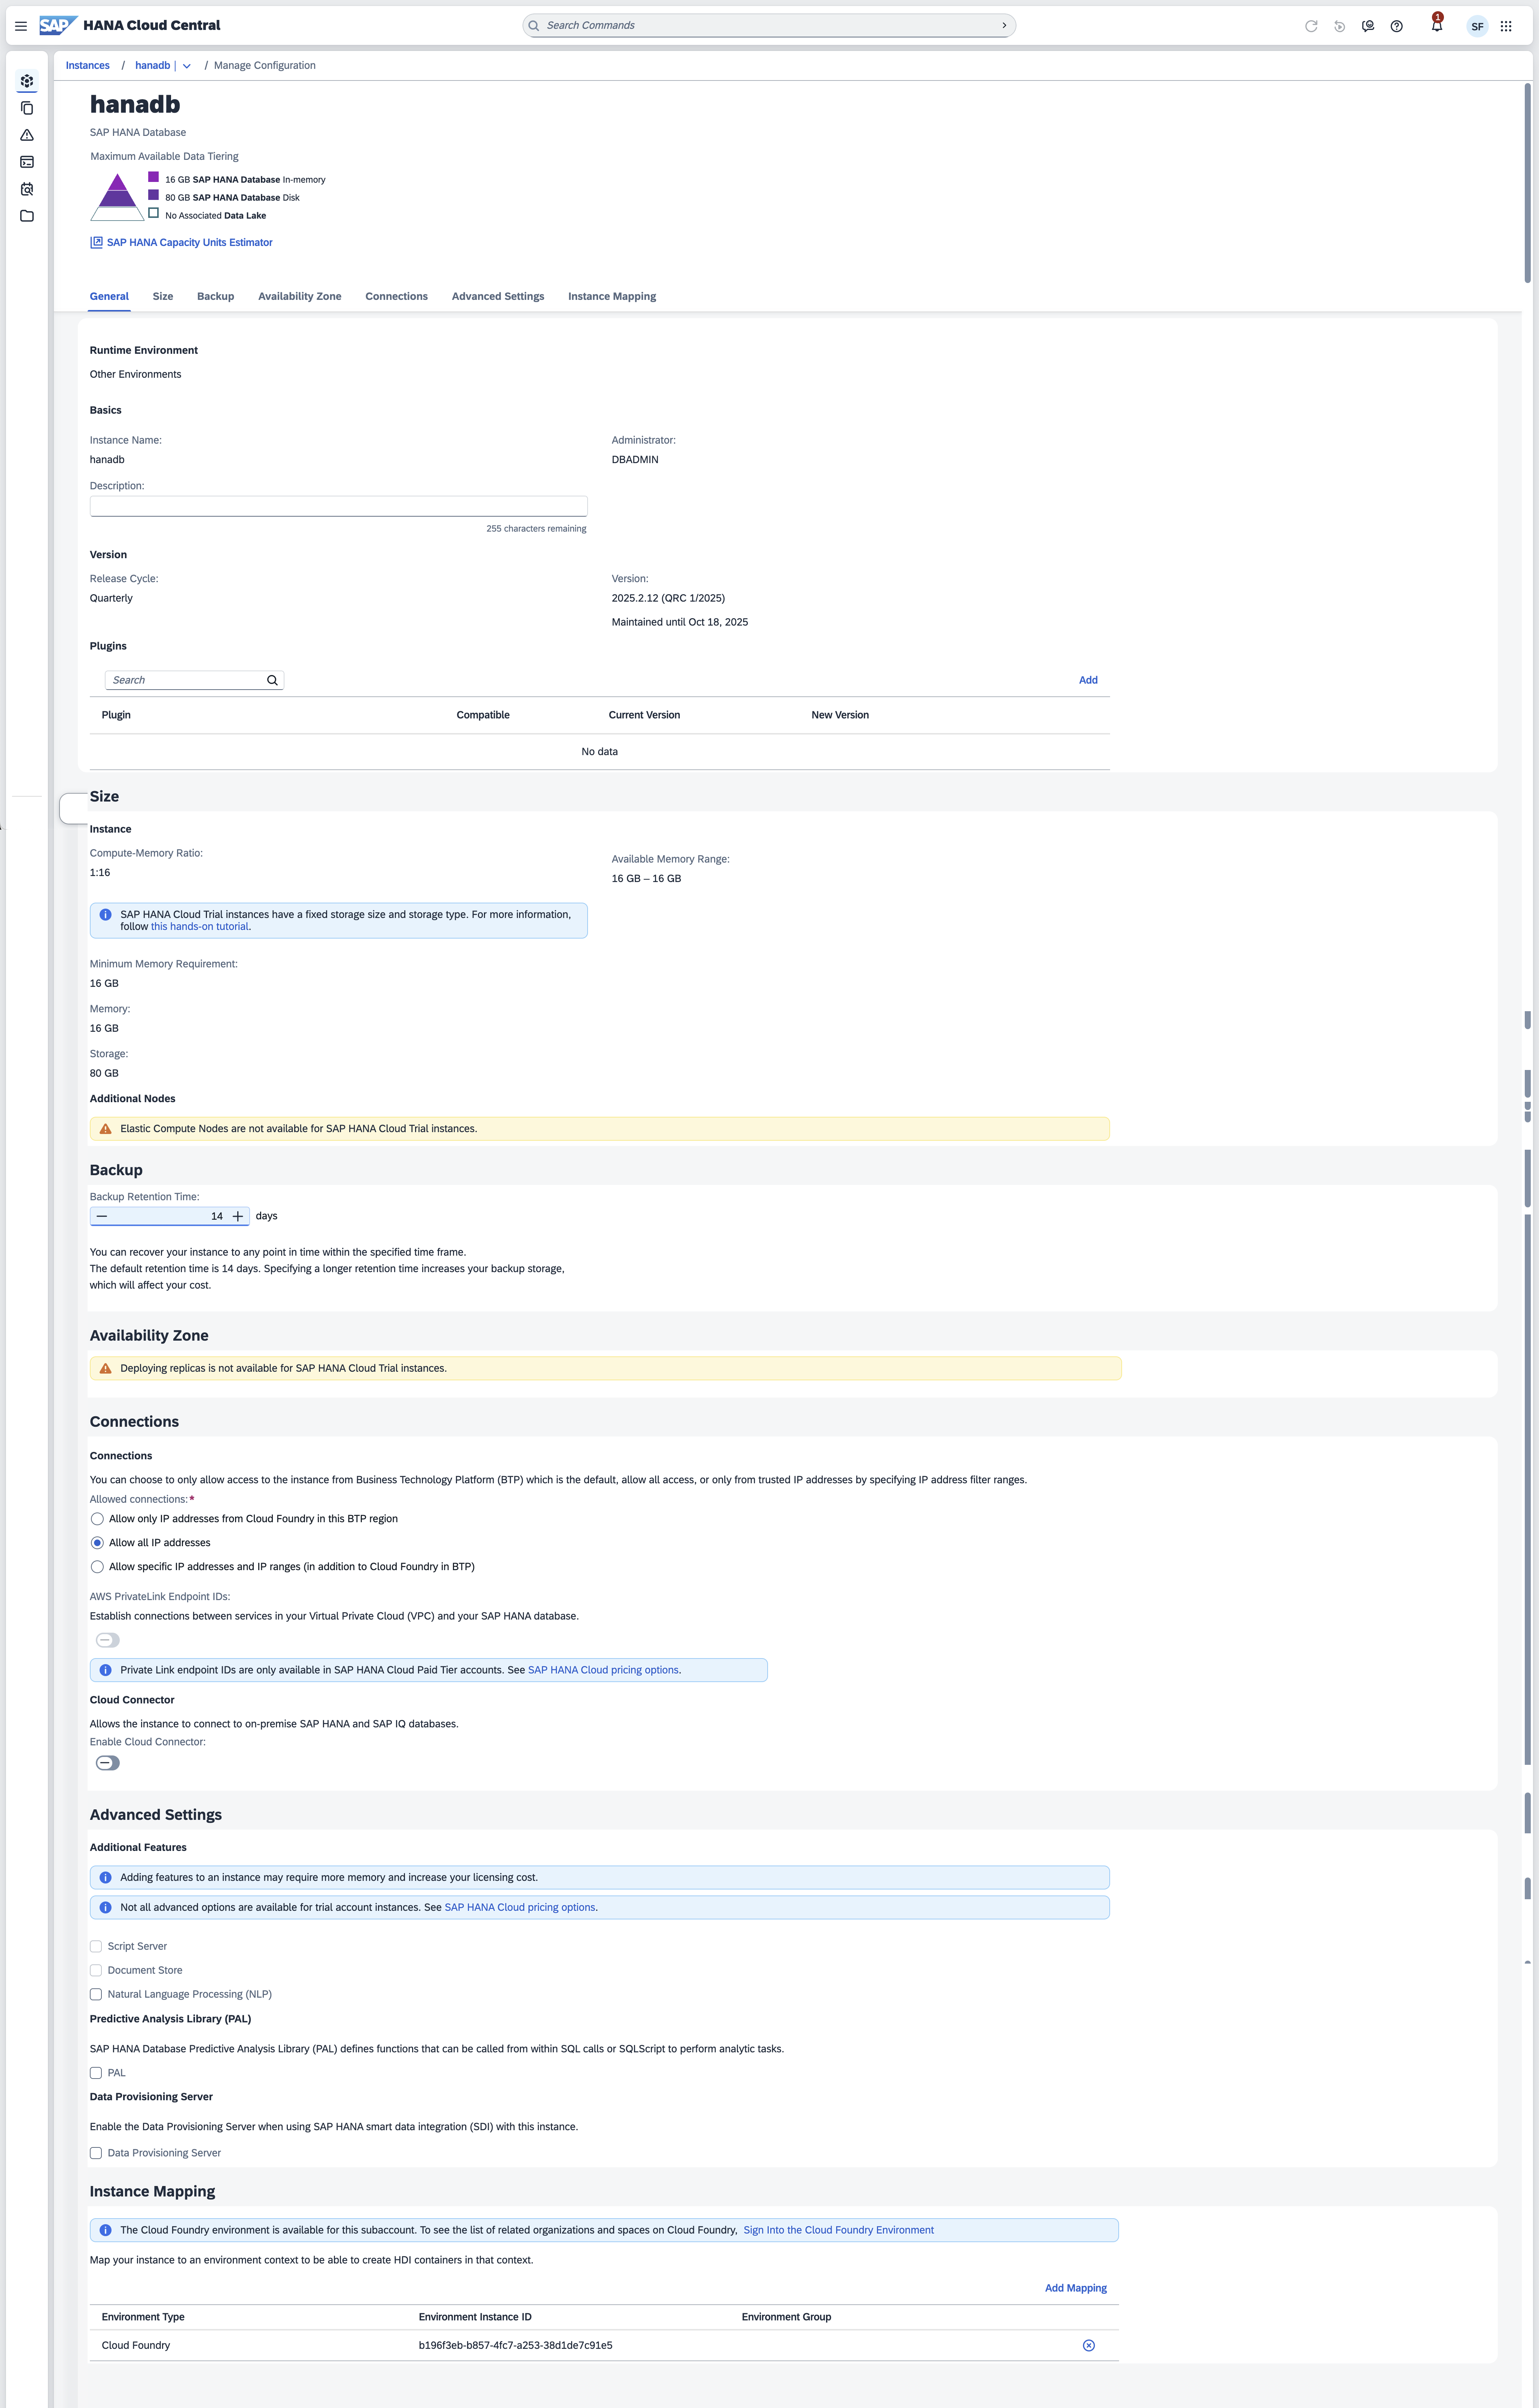 SAP HANA Cloud Central
Search Commands
1
SF
Instances / hanadb | / Manage Configuration
hanadb
SAP HANA Database
Maximum Available Data Tiering
16 GB SAP HANA Database In-memory
80 GB SAP HANA Database Disk
No Associated Data Lake
SAP HANA Capacity Units Estimator
General Size Backup Availability Zone Connections Advanced Settings Instance Mapping
Runtime Environment
Other Environments
Basics
Instance Name: Administrator:
hanadb DBADMIN
Description:
255 characters remaining
Version
Release Cycle: Version:
Quarterly 2025.2.12 (QRC 1/2025)
Maintained until Oct 18, 2025
Plugins
Search Add
Plugin Compatible Current Version New Version
No data
Size
Instance
Compute-Memory Ratio: Available Memory Range:
1:16 16 GB – 16 GB
SAP HANA Cloud Trial instances have a fixed storage size and storage type. For more information,
follow this hands-on tutorial.
Minimum Memory Requirement:
16 GB
Memory:
16 GB
Storage:
80 GB
Additional Nodes
Elastic Compute Nodes are not available for SAP HANA Cloud Trial instances.
Backup
Backup Retention Time:
14 days
You can recover your instance to any point in time within the specified time frame.
The default retention time is 14 days. Specifying a longer retention time increases your backup storage,
which will affect your cost.
Availability Zone
Deploying replicas is not available for SAP HANA Cloud Trial instances.
Connections
Connections
You can choose to only allow access to the instance from Business Technology Platform (BTP) which is the default, allow all access, or only from trusted IP addresses by specifying IP address filter ranges.
Allowed connections:*
Allow only IP addresses from Cloud Foundry in this BTP region
Allow all IP addresses
Allow specific IP addresses and IP ranges (in addition to Cloud Foundry in BTP)
AWS PrivateLink Endpoint IDs:
Establish connections between services in your Virtual Private Cloud (VPC) and your SAP HANA database.
Private Link endpoint IDs are only available in SAP HANA Cloud Paid Tier accounts. See SAP HANA Cloud pricing options.
Cloud Connector
Allows the instance to connect to on-premise SAP HANA and SAP IQ databases.
Enable Cloud Connector:
Advanced Settings
Additional Features
Adding features to an instance may require more memory and increase your licensing cost.
Not all advanced options are available for trial account instances. See SAP HANA Cloud pricing options.
Script Server
Document Store
Natural Language Processing (NLP)
Predictive Analysis Library (PAL)
SAP HANA Database Predictive Analysis Library (PAL) defines functions that can be called from within SQL calls or SQLScript to perform analytic tasks.
PAL
Data Provisioning Server
Enable the Data Provisioning Server when using SAP HANA smart data integration (SDI) with this instance.
Data Provisioning Server
Instance Mapping
The Cloud Foundry environment is available for this subaccount. To see the list of related organizations and spaces on Cloud Foundry, Sign Into the Cloud Foundry Environment
Map your instance to an environment context to be able to create HDI containers in that context.
Add Mapping
Environment Type Environment Instance ID Environment Group
Cloud Foundry b196f3eb-b857-4fc7-a253-38d1de7c91e5